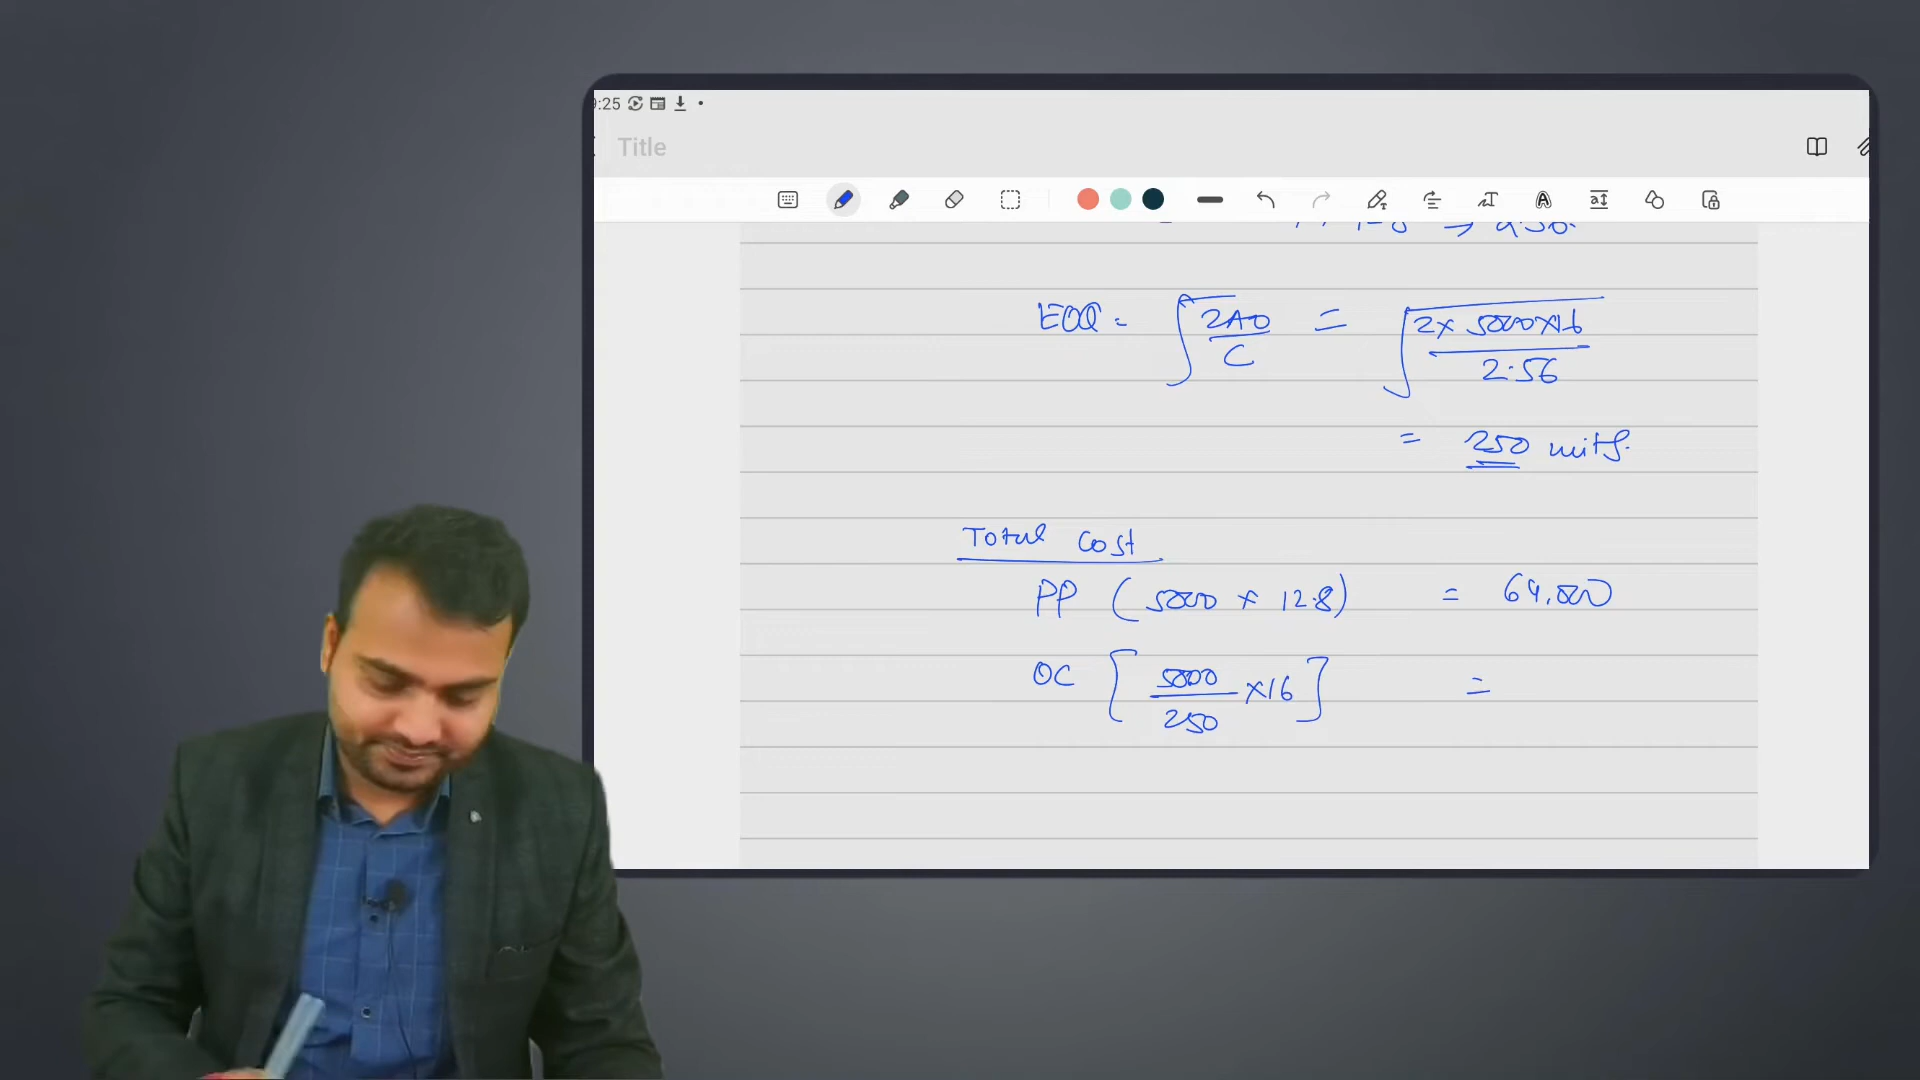 :25
Title
EOQ = √2AO/C = √2 x 5000x16/2.56
= 250 units.
Total Cost
PP (5000 x 12.8) = 64,000
OC [5000/250 x16] =